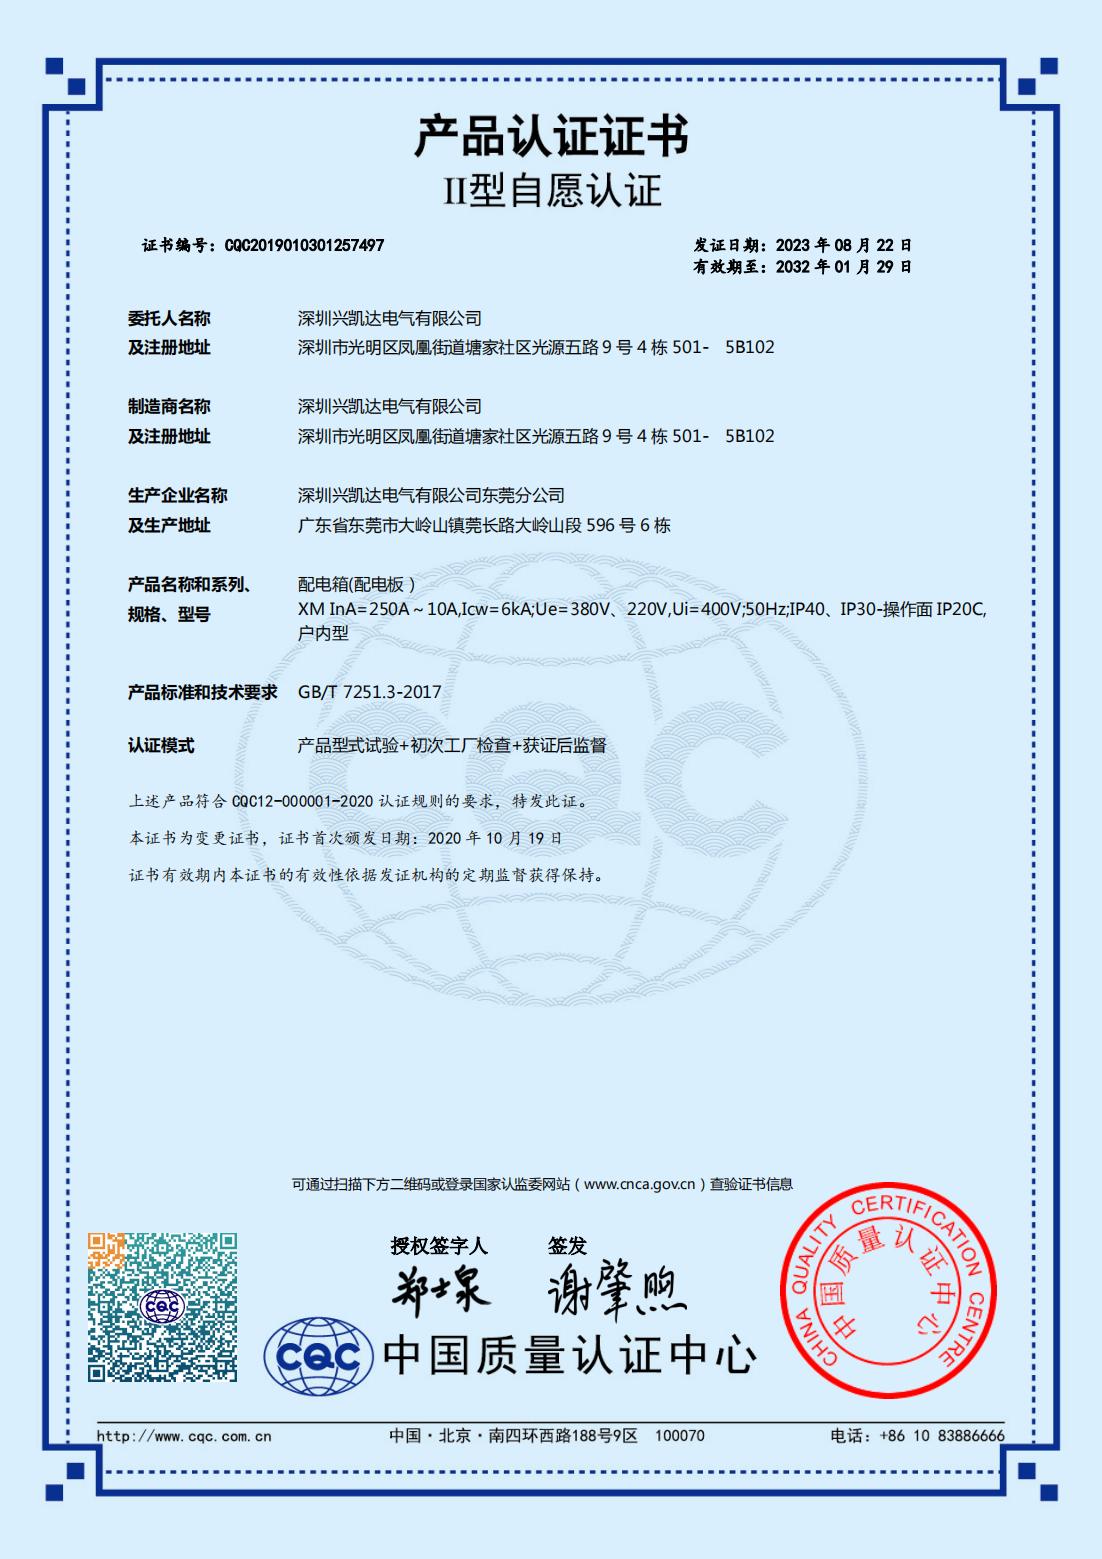 产品认证证书
II型自愿认证
证书编号：CQC2019010301257497
发证日期：2023 年 08 月 22 日
有效期至：2032 年 01 月 29 日
委托人名称 深圳兴凯达电气有限公司
及注册地址 深圳市光明区凤凰街道塘家社区光源五路 9 号 4 栋 501- 5B102
制造商名称 深圳兴凯达电气有限公司
及注册地址 深圳市光明区凤凰街道塘家社区光源五路 9 号 4 栋 501- 5B102
生产企业名称 深圳兴凯达电气有限公司东莞分公司
及生产地址 广东省东莞市大岭山镇莞长路大岭山段 596 号 6 栋
产品名称和系列、 配电箱(配电板）
规格、型号 XM InA=250A～10A,Icw=6kA;Ue=380V、220V,Ui=400V;50Hz;IP40、IP30-操作面 IP20C,
户内型
产品标准和技术要求 GB/T 7251.3-2017
认证模式 产品型式试验+初次工厂检查+获证后监督
上述产品符合 CQC12-000001-2020 认证规则的要求，特发此证。
本证书为变更证书，证书首次颁发日期：2020 年 10 月 19 日
证书有效期内本证书的有效性依据发证机构的定期监督获得保持。
CQC
可通过扫描下方二维码或登录国家认监委网站（www.cnca.gov.cn）查验证书信息
授权签字人 签发
郑士泉 谢肇煦
CQC
CQC 中国质量认证中心
CHINA QUALITY CERTIFICATION CENTRE
中国质量认证中心
http://www.cqc.com.cn 中国·北京·南四环西路188号9区 100070 电话：+86 10 83886666